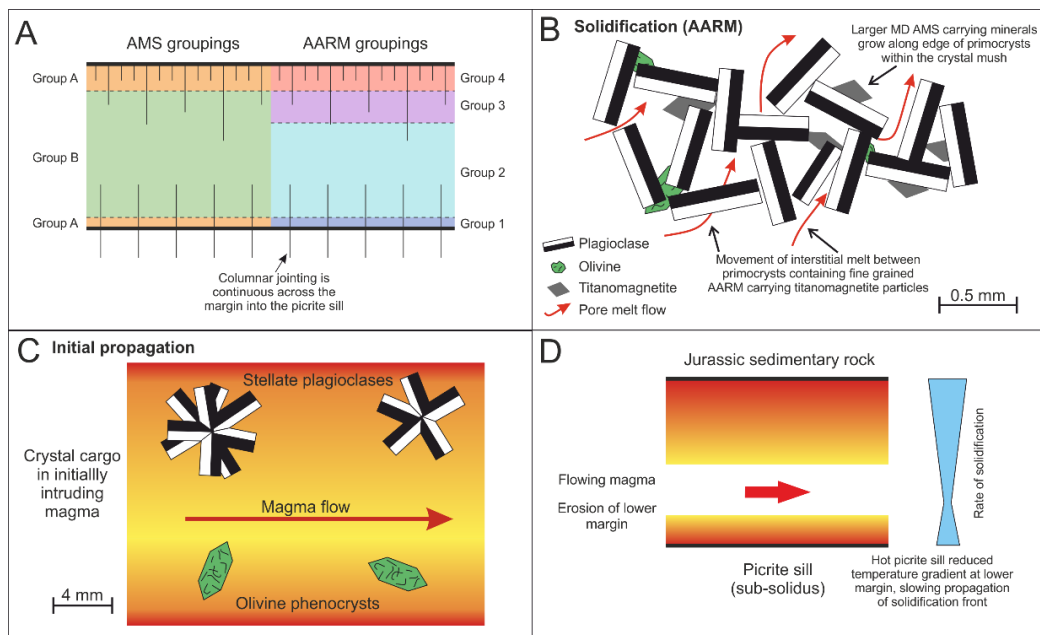 A
AMS groupings
AARM groupings
Group A
Group 4
Group 3
Group B
Group 2
Group A
Group 1
Columnar jointing is
continuous across the
margin into the picrite sill
B
Solidification (AARM)
Larger MD AMS carrying minerals
grow along edge of primocrysts
within the crystal mush
Plagioclase
Olivine
Titanomagnetite
Pore melt flow
Movement of interstitial melt between
primocrysts containing fine grained
AARM carrying titanomagnetite particles
0.5 mm
C
Initial propagation
Stellate plagioclases
Crystal cargo
in initiallly
intruding
magma
Magma flow
4 mm
Olivine phenocrysts
D
Jurassic sedimentary rock
Flowing magma
Erosion of lower
margin
Rate of solidification
Picrite sill
(sub-solidus)
Hot picrite sill reduced
temperature gradient at lower
margin, slowing propagation
of solidification front